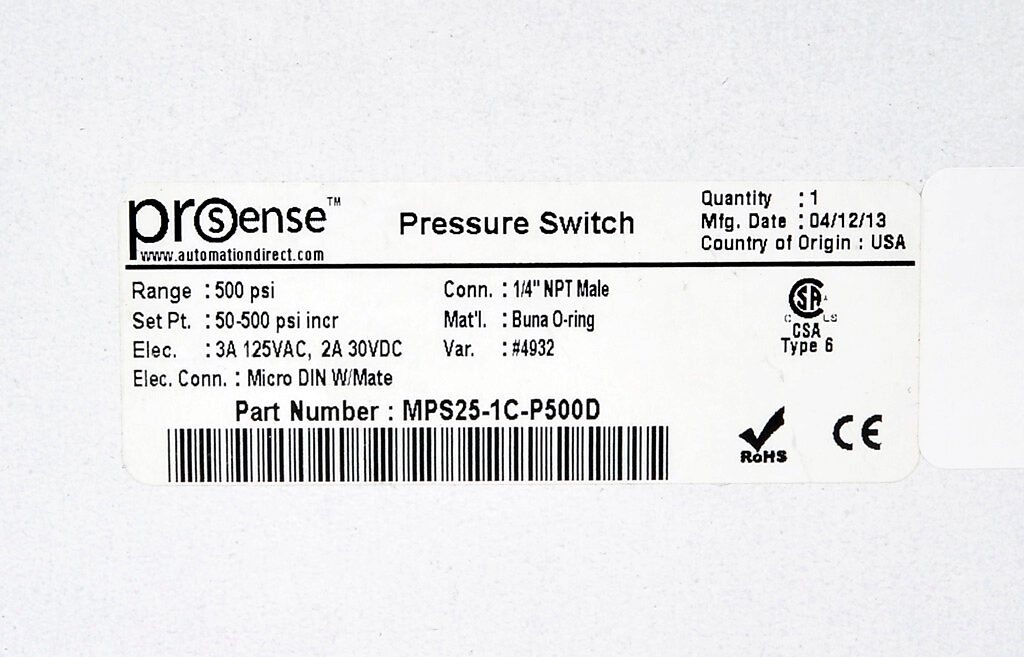 prosense™
www.automationdirect.com
Pressure Switch
Quantity : 1
Mfg. Date : 04/12/13
Country of Origin : USA
Range : 500 psi
Set Pt. : 50-500 psi incr
Elec. : 3A 125VAC, 2A 30VDC
Elec. Conn. : Micro DIN W/Mate
Conn. : 1/4" NPT Male
Mat'l. : Buna O-ring
Var. : #4932
Part Number : MPS25-1C-P500D
SA
C US
CSA
Type 6
RoHS
CE